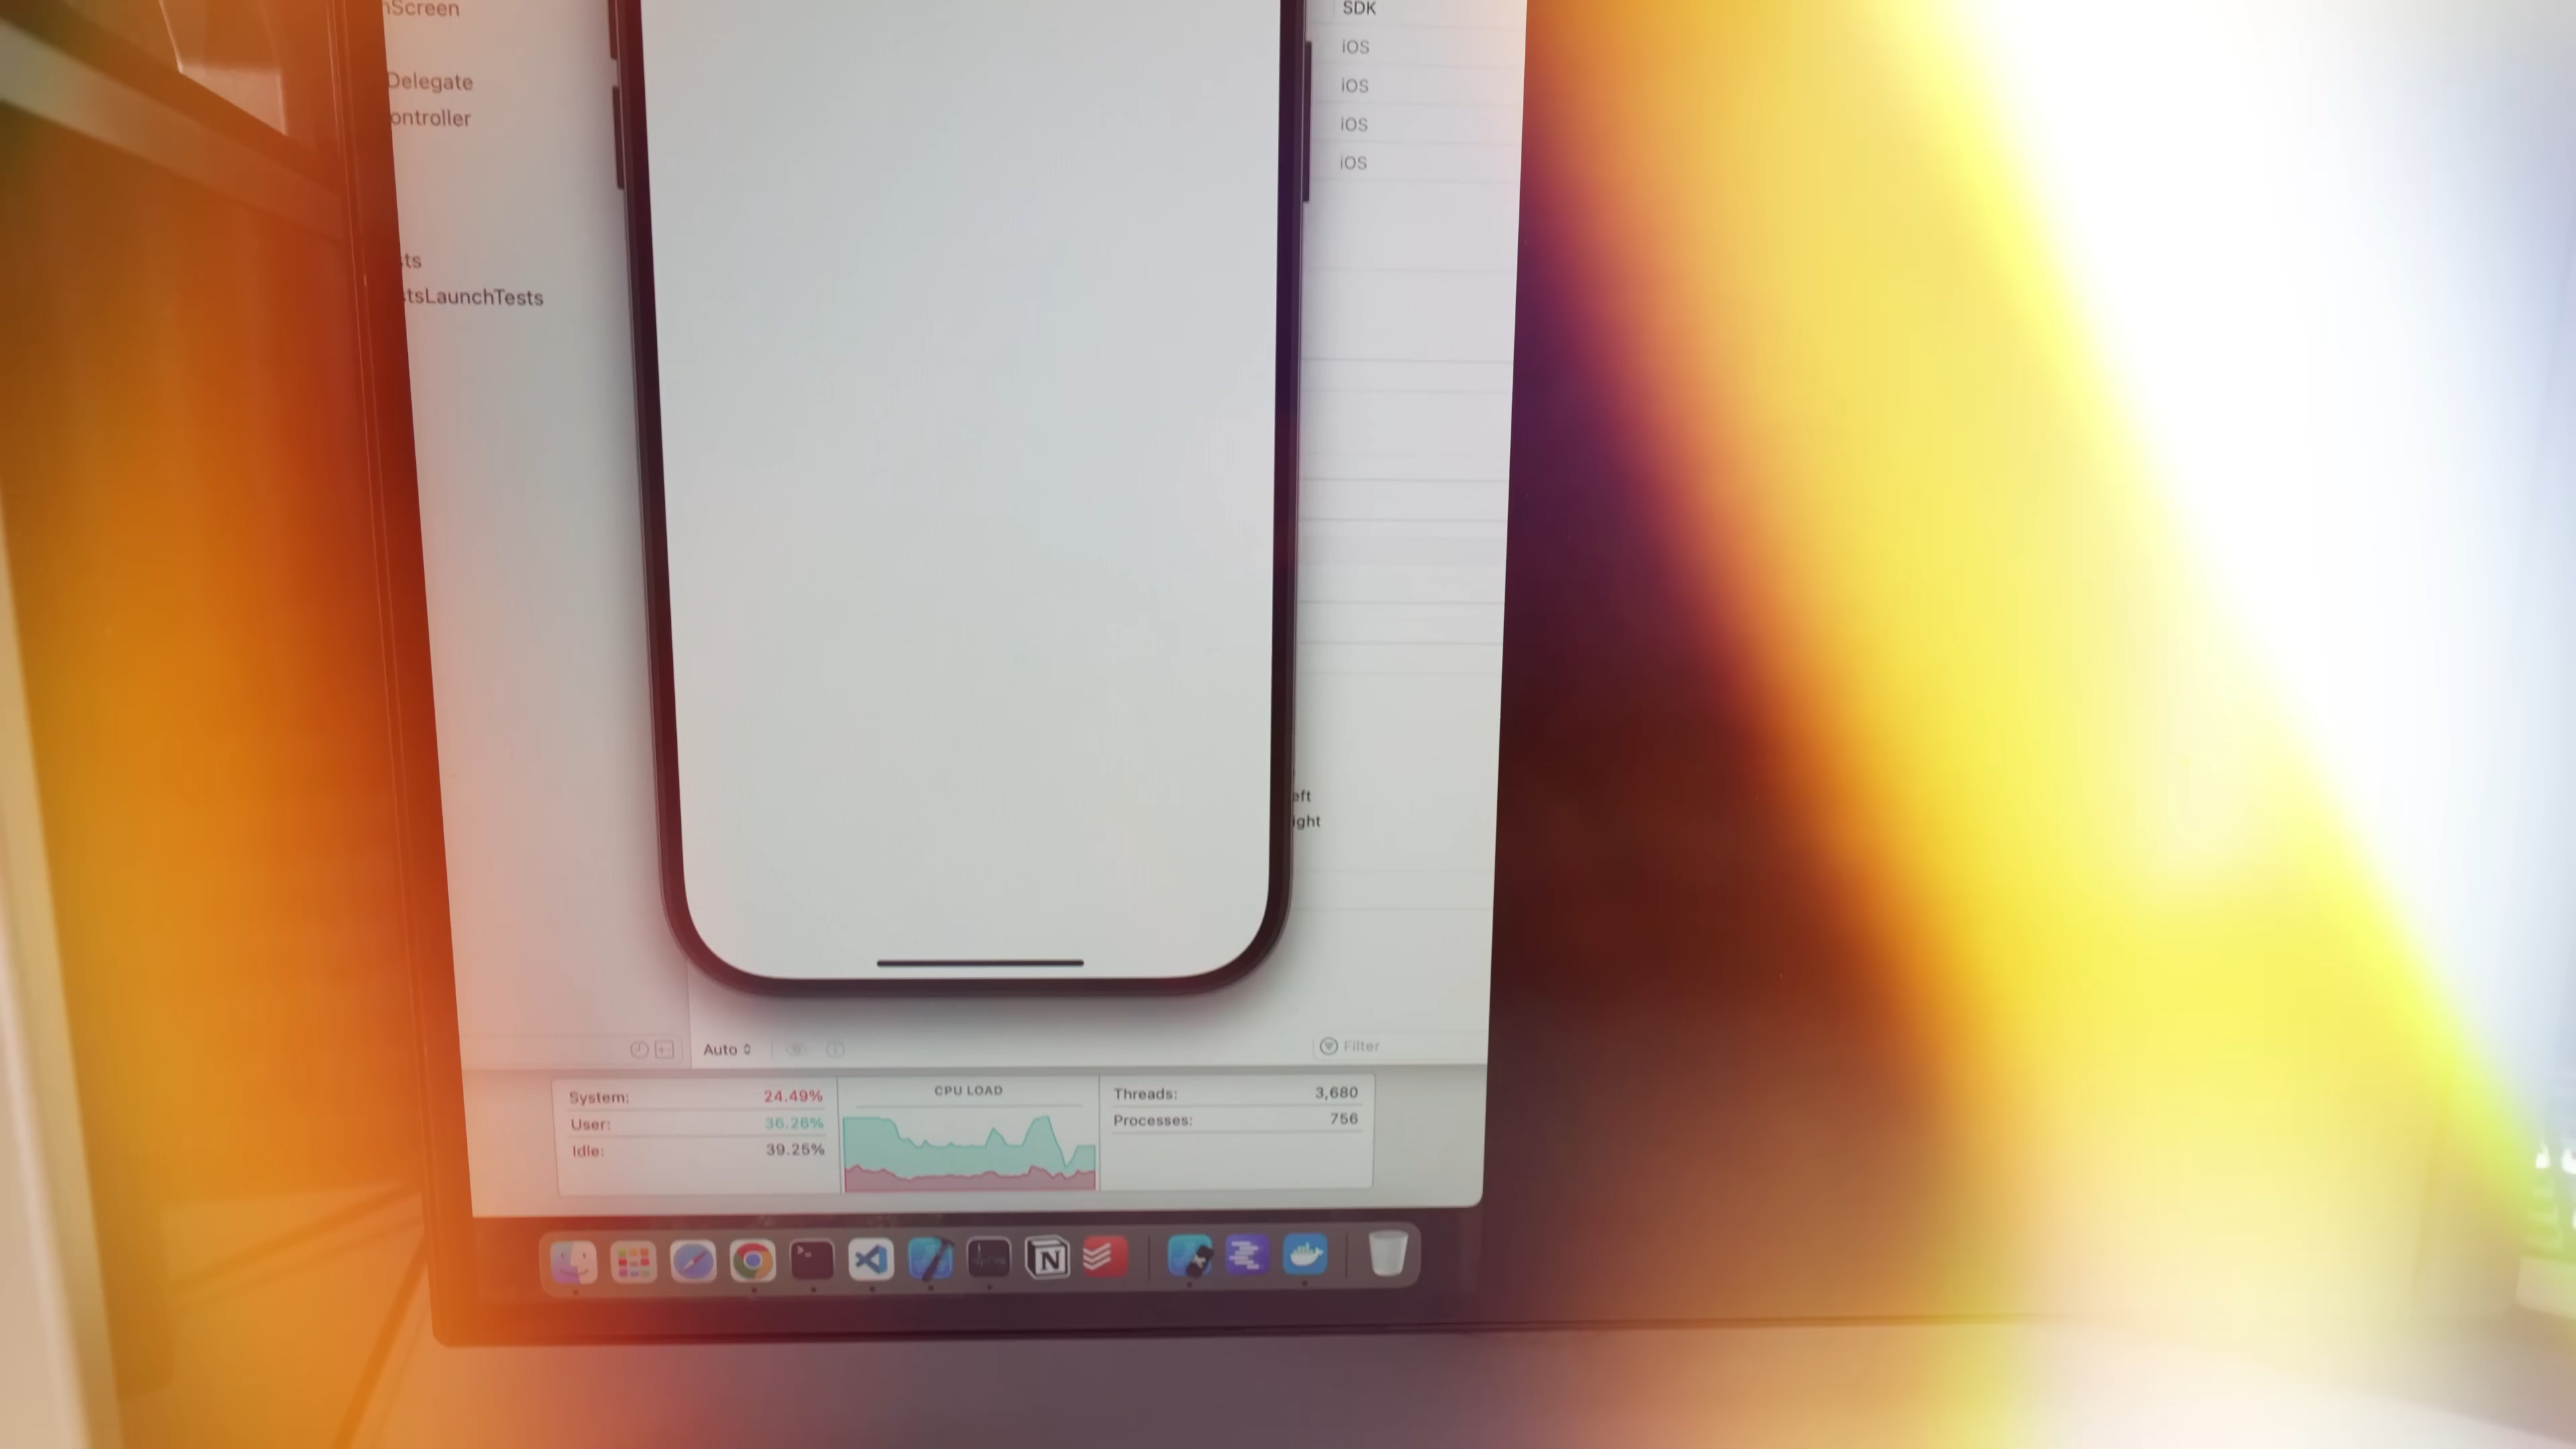 nScreen
Delegate
ontroller
ts
tsLaunchTests
SDK
iOS
iOS
iOS
iOS
eft
ight
Auto
Filter
System: 24.49%
User: 36.26%
Idle: 39.25%
CPU LOAD
Threads: 3,680
Processes: 756